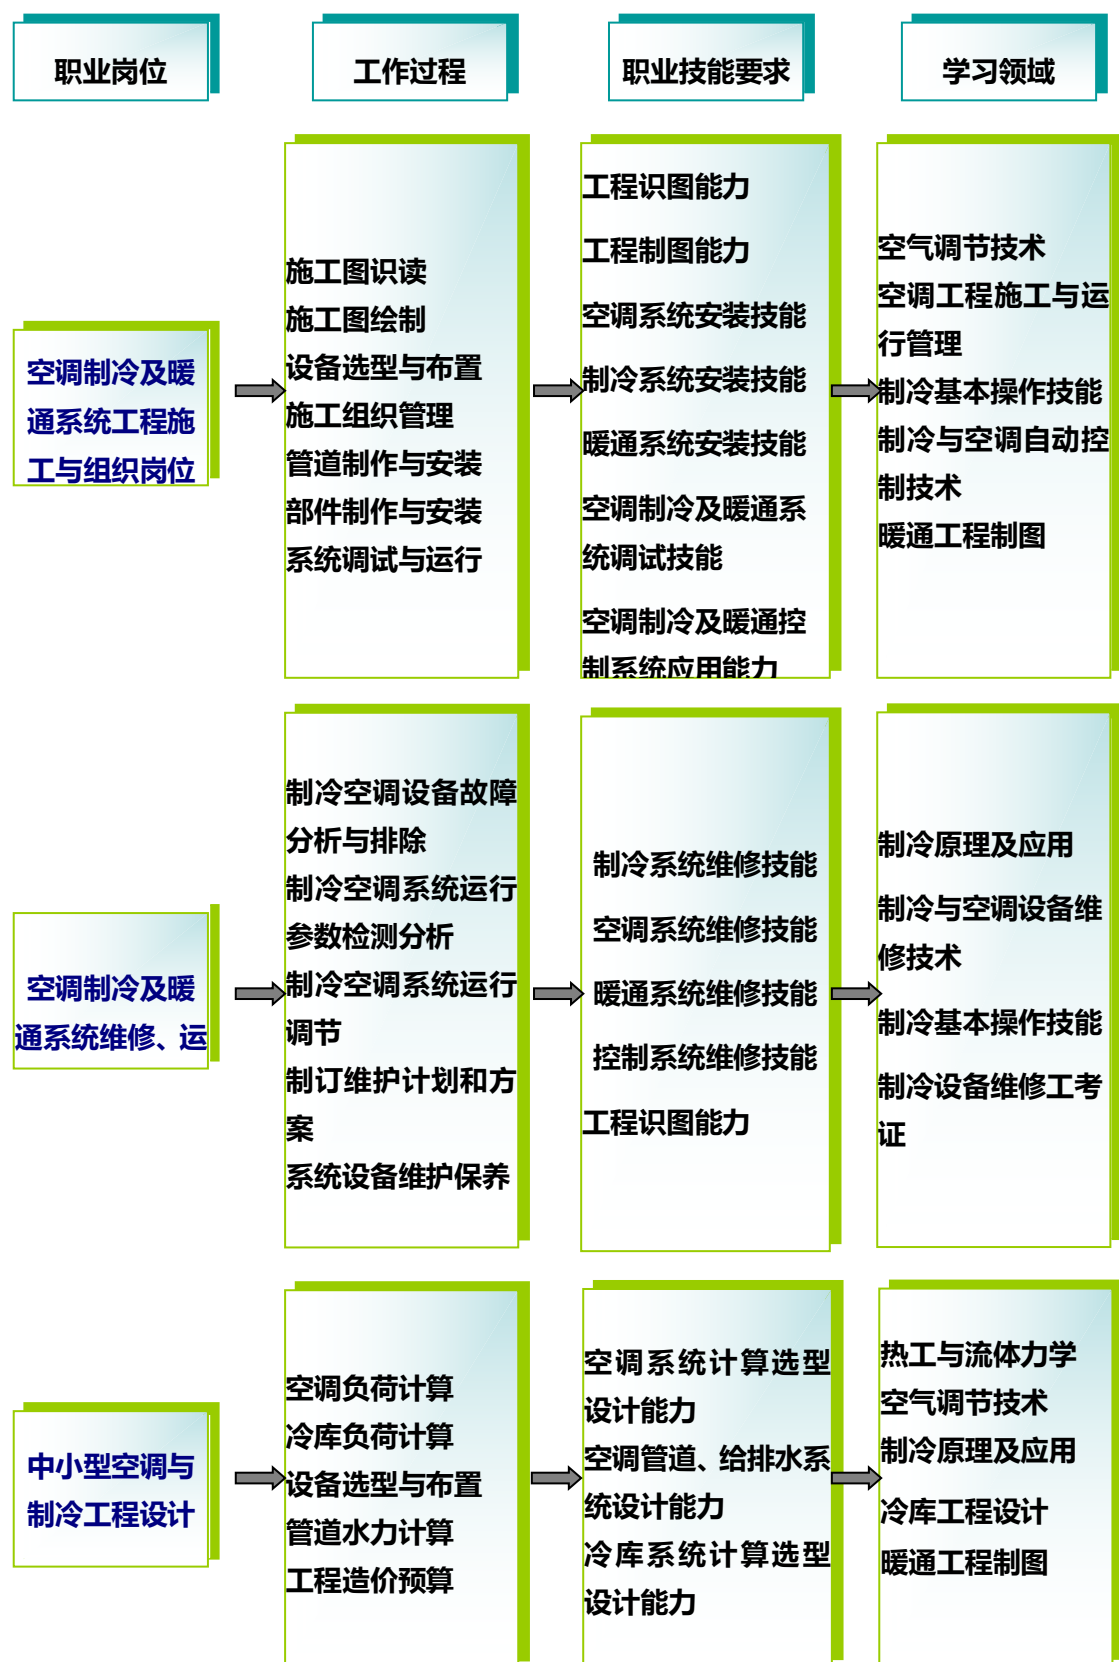 职业岗位
工作过程
职业技能要求
学习领域
空调制冷及暖
通系统工程施
工与组织岗位
施工图识读
施工图绘制
设备选型与布置
施工组织管理
管道制作与安装
部件制作与安装
系统调试与运行
工程识图能力
工程制图能力
空调系统安装技能
制冷系统安装技能
暖通系统安装技能
空调制冷及暖通系
统调试技能
空调制冷及暖通控
制系统应用能力
空气调节技术
空调工程施工与运
行管理
制冷基本操作技能
制冷与空调自动控
制技术
暖通工程制图
空调制冷及暖
通系统维修、运
制冷空调设备故障
分析与排除
制冷空调系统运行
参数检测分析
制冷空调系统运行
调节
制订维护计划和方
案
系统设备维护保养
制冷系统维修技能
空调系统维修技能
暖通系统维修技能
控制系统维修技能
工程识图能力
制冷原理及应用
制冷与空调设备维
修技术
制冷基本操作技能
制冷设备维修工考
证
中小型空调与
制冷工程设计
空调负荷计算
冷库负荷计算
设备选型与布置
管道水力计算
工程造价预算
空调系统计算选型
设计能力
空调管道、给排水系
统设计能力
冷库系统计算选型
设计能力
热工与流体力学
空气调节技术
制冷原理及应用
冷库工程设计
暖通工程制图